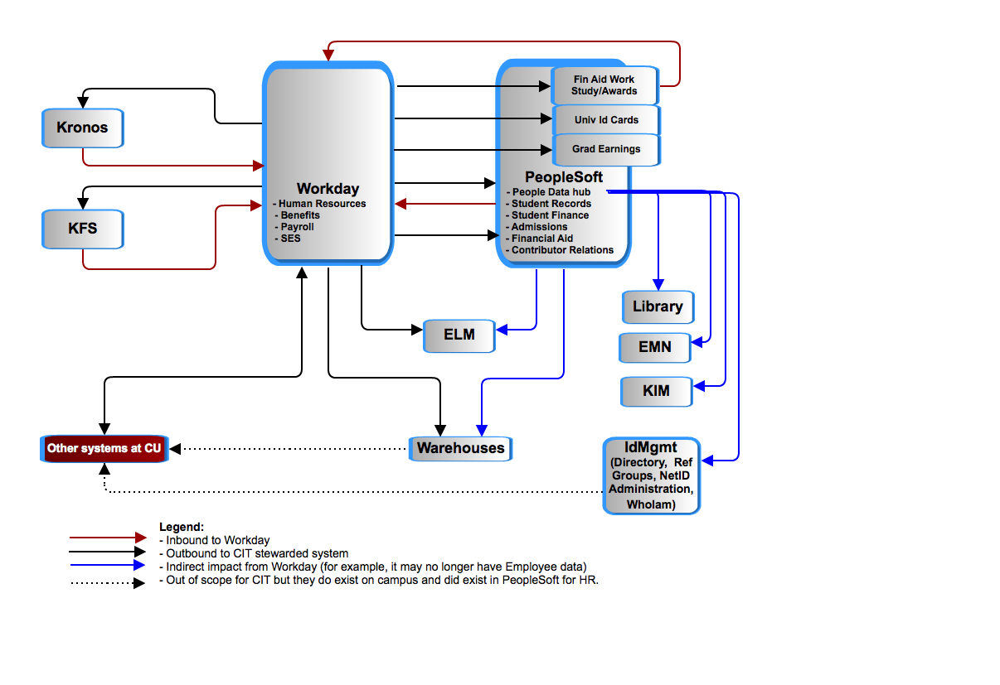 Fin Aid Work
Study/Awards
Univ Id Cards
Grad Earnings
Kronos
KFS
Workday
- Human Resources
- Benefits
- Payroll
- SES
PeopleSoft
- People Data hub
- Student Records
- Student Finance
- Admissions
- Financial Aid
- Contributor Relations
Library
ELM
EMN
KIM
Other systems at CU
Warehouses
IdMgmt
(Directory, Ref
Groups, NetID
Administration,
WhoIam)
Legend:
- Inbound to Workday
- Outbound to CIT stewarded system
- Indirect impact from Workday (for example, it may no longer have Employee data)
- Out of scope for CIT but they do exist on campus and did exist in PeopleSoft for HR.